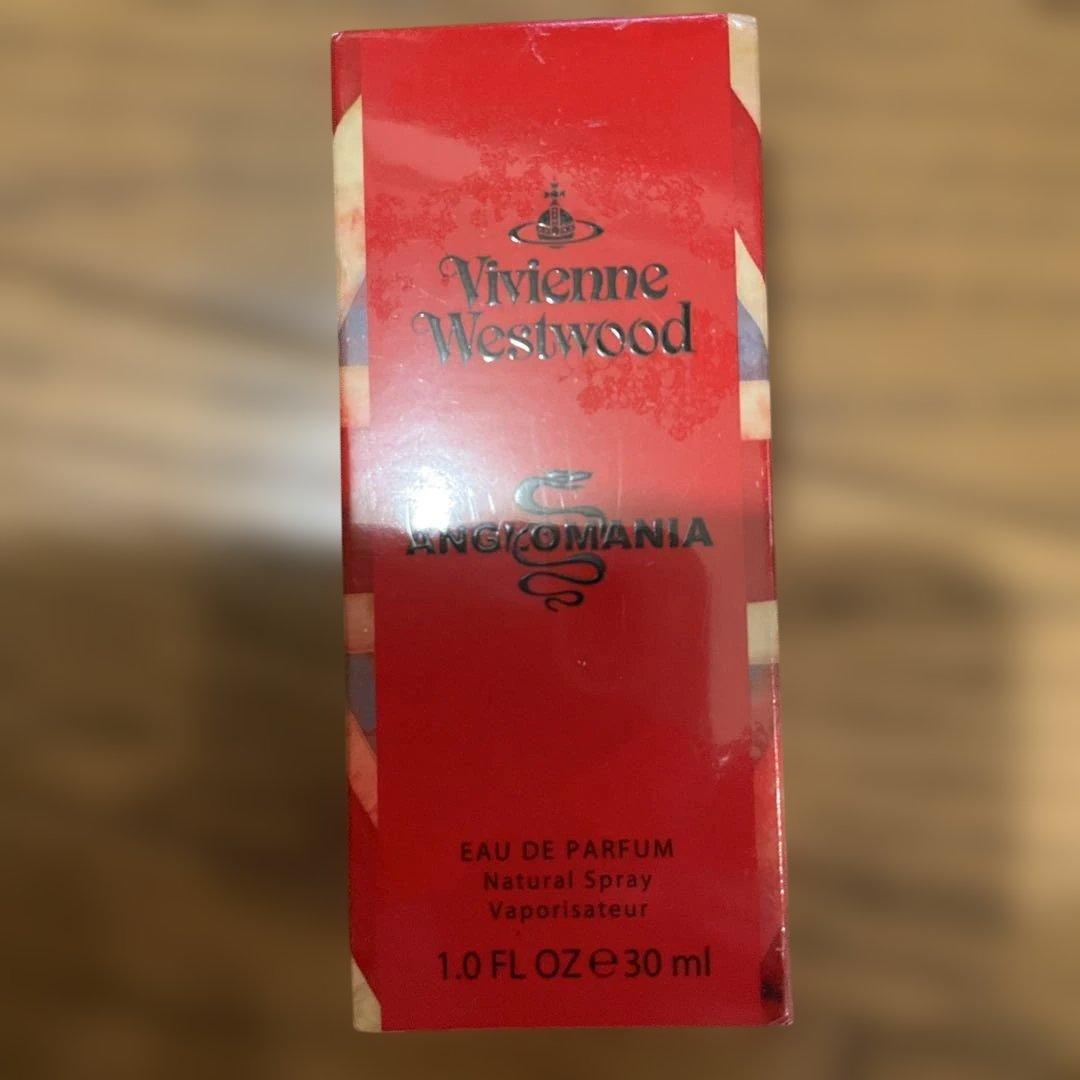 Vivienne
Westwood
ANGLOMANIA
EAU DE PARFUM
Natural Spray
Vaporisateur
1.0 FL OZ ℮ 30 ml